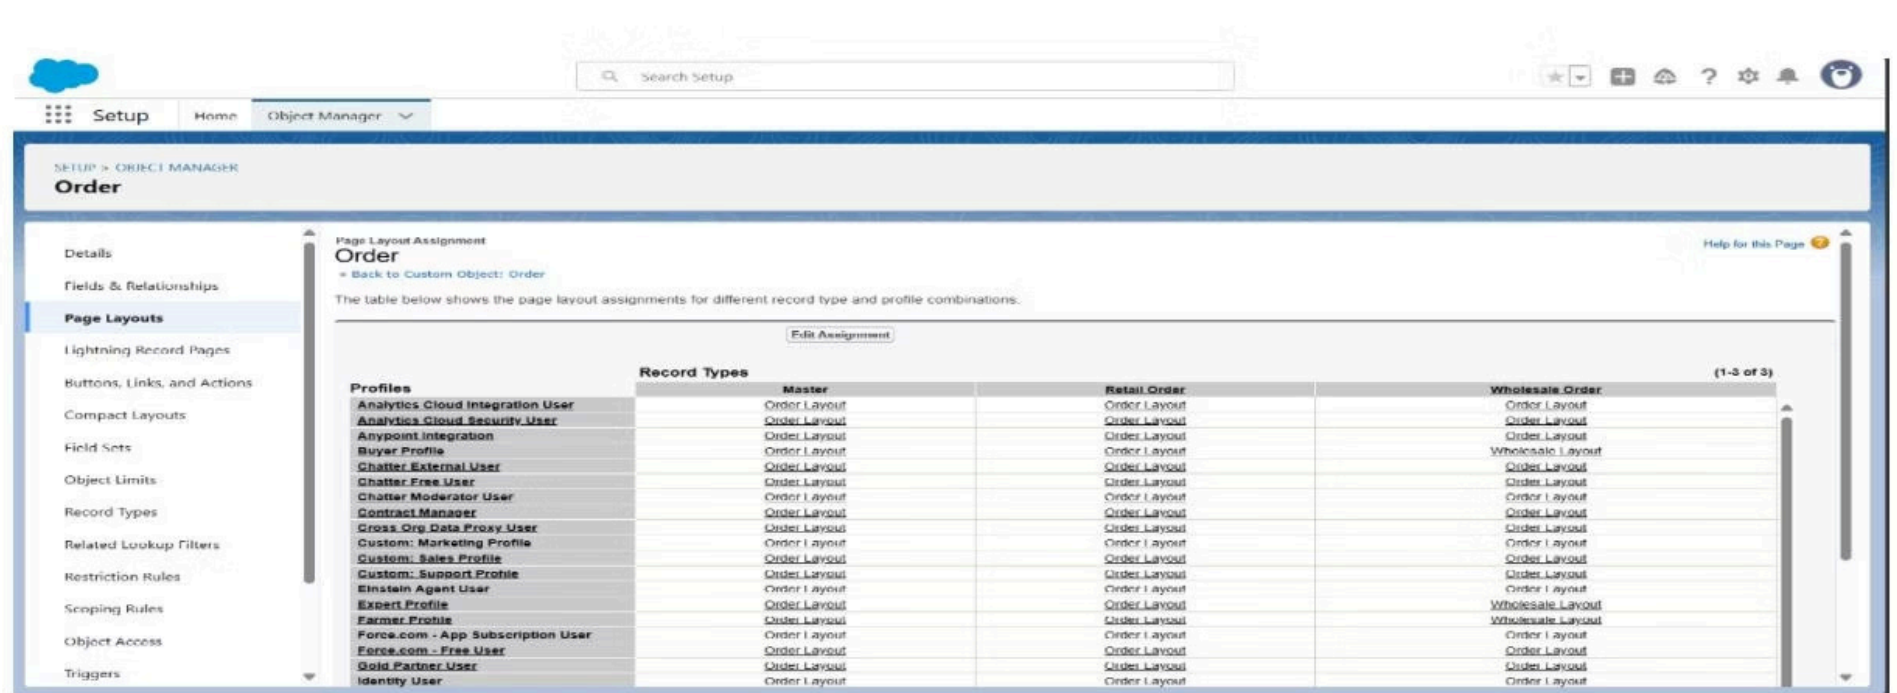 Search Setup
Setup Home Object Manager
SETUP > OBJECT MANAGER
Order
Details
Fields & Relationships
Page Layouts
Lightning Record Pages
Buttons, Links, and Actions
Compact Layouts
Field Sets
Object Limits
Record Types
Related Lookup Filters
Restriction Rules
Scoping Rules
Object Access
Triggers
Page Layout Assignment
Order
« Back to Custom Object: Order
Help for this Page ?
The table below shows the page layout assignments for different record type and profile combinations.
Edit Assignment
Record Types (1-3 of 3)
Profiles Master Retail Order Wholesale Order
Analytics Cloud Integration User Order Layout Order Layout Order Layout
Analytics Cloud Security User Order Layout Order Layout Order Layout
Anypoint Integration Order Layout Order Layout Order Layout
Buyer Profile Order Layout Order Layout Wholesale Layout
Chatter External User Order Layout Order Layout Order Layout
Chatter Free User Order Layout Order Layout Order Layout
Chatter Moderator User Order Layout Order Layout Order Layout
Contract Manager Order Layout Order Layout Order Layout
Cross Org Data Proxy User Order Layout Order Layout Order Layout
Custom: Marketing Profile Order Layout Order Layout Order Layout
Custom: Sales Profile Order Layout Order Layout Order Layout
Custom: Support Profile Order Layout Order Layout Order Layout
Einstein Agent User Order Layout Order Layout Order Layout
Expert Profile Order Layout Order Layout Wholesale Layout
Farmer Profile Order Layout Order Layout Wholesale Layout
Force.com - App Subscription User Order Layout Order Layout Order Layout
Force.com - Free User Order Layout Order Layout Order Layout
Gold Partner User Order Layout Order Layout Order Layout
Identity User Order Layout Order Layout Order Layout